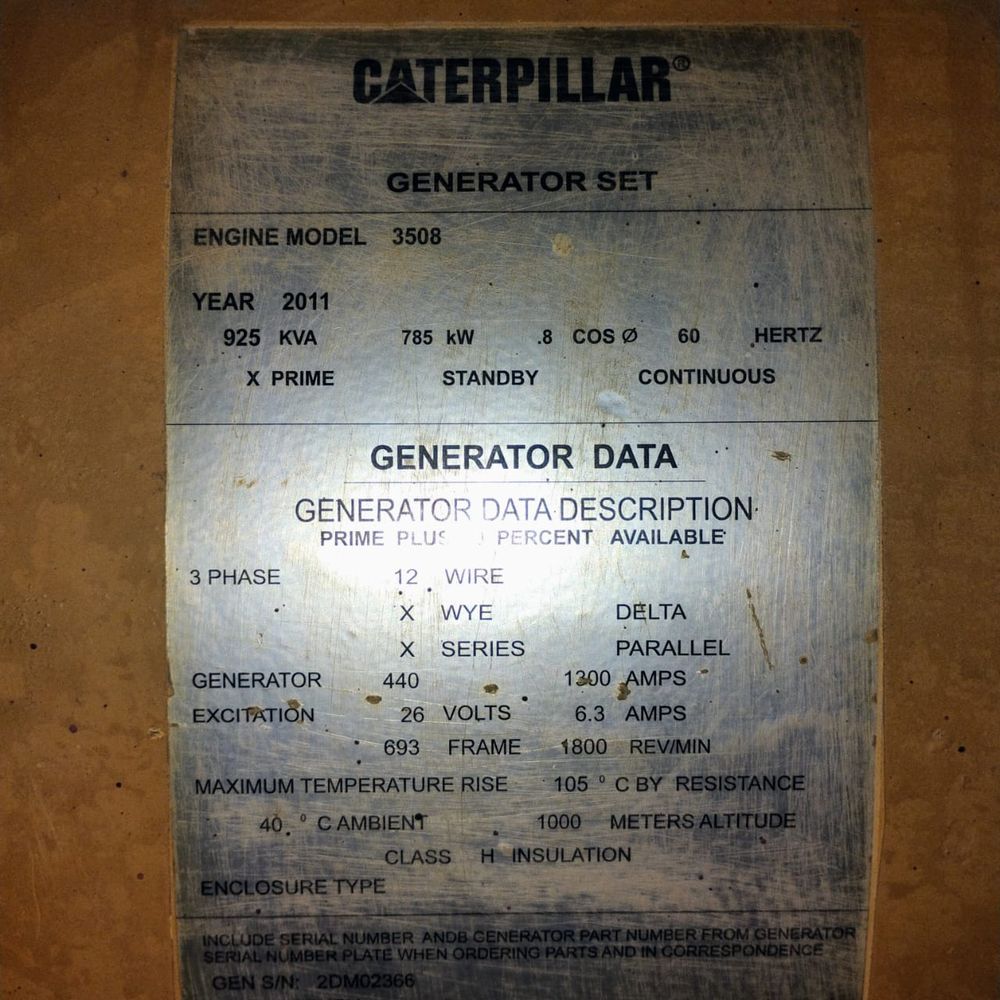 CATERPILLAR®
GENERATOR SET
ENGINE MODEL 3508
YEAR 2011
925 KVA 785 kW .8 COS Ø 60 HERTZ
X PRIME STANDBY CONTINUOUS
GENERATOR DATA
GENERATOR DATA DESCRIPTION
PRIME PLUS PERCENT AVAILABLE
3 PHASE 12 WIRE
X WYE DELTA
X SERIES PARALLEL
GENERATOR 440 1300 AMPS
EXCITATION 26 VOLTS 6.3 AMPS
693 FRAME 1800 REV/MIN
MAXIMUM TEMPERATURE RISE 105 ° C BY RESISTANCE
40 ° C AMBIENT 1000 METERS ALTITUDE
CLASS H INSULATION
ENCLOSURE TYPE
INCLUDE SERIAL NUMBER ANDB GENERATOR PART NUMBER FROM GENERATOR
SERIAL NUMBER PLATE WHEN ORDERING PARTS AND IN CORRESPONDENCE
GEN S/N: 2DM02366